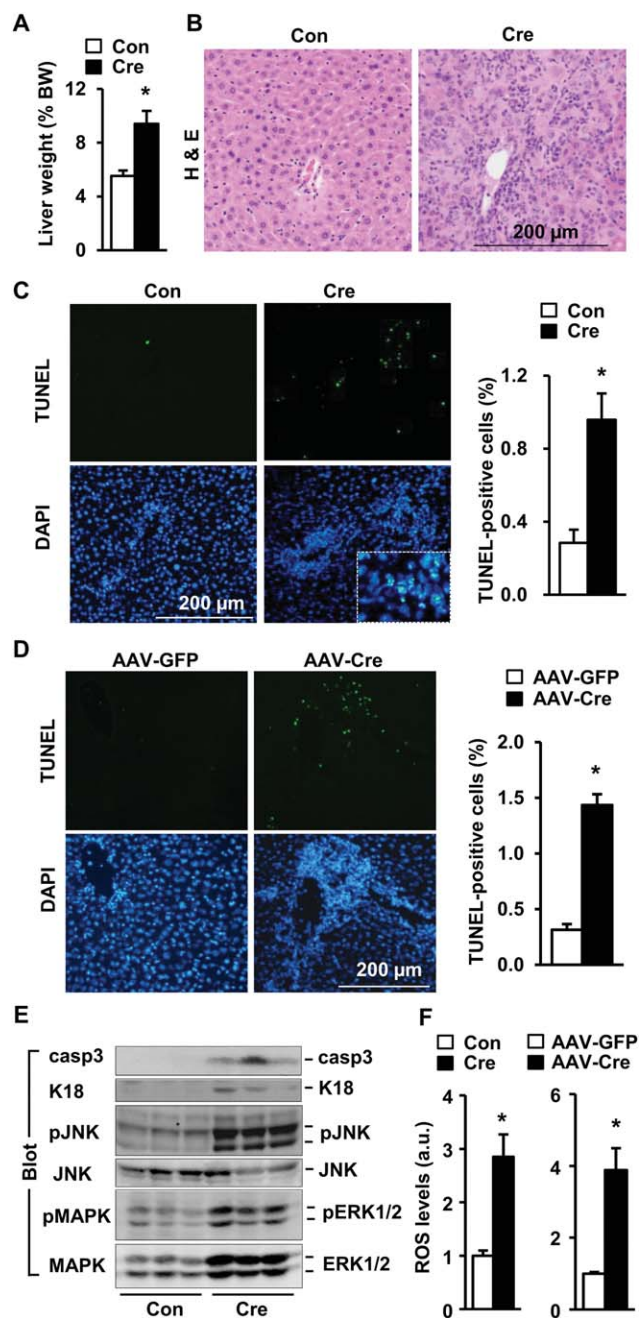 A
Con
Cre
Liver weight (% BW)
12
9
6
3
0
*
B
Con
Cre
H & E
200 µm
C
Con
Cre
TUNEL
DAPI
200 µm
Con
Cre
TUNEL-positive cells (%)
1.2
0.8
0.4
0.0
*
D
AAV-GFP
AAV-Cre
TUNEL
DAPI
200 µm
AAV-GFP
AAV-Cre
TUNEL-positive cells (%)
2.0
1.5
1.0
0.5
0.0
*
E
Blot
casp3
K18
pJNK
JNK
pMAPK
MAPK
casp3
K18
pJNK
JNK
pERK1/2
ERK1/2
Con
Cre
F
Con
Cre
AAV-GFP
AAV-Cre
ROS levels (a.u.)
4
3
2
1
0
*
6
4
2
0
*